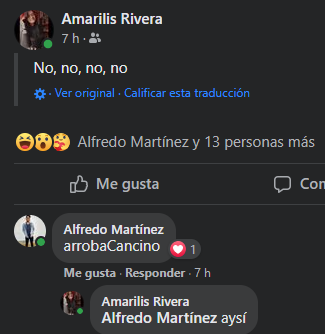 Amarilis Rivera
7 h ·
No, no, no, no
· Ver original · Calificar esta traducción
Alfredo Martínez y 13 personas más
Me gusta
Com
Alfredo Martínez
arrobaCancino
1
Me gusta · Responder · 7 h
Amarilis Rivera
Alfredo Martínez aysí